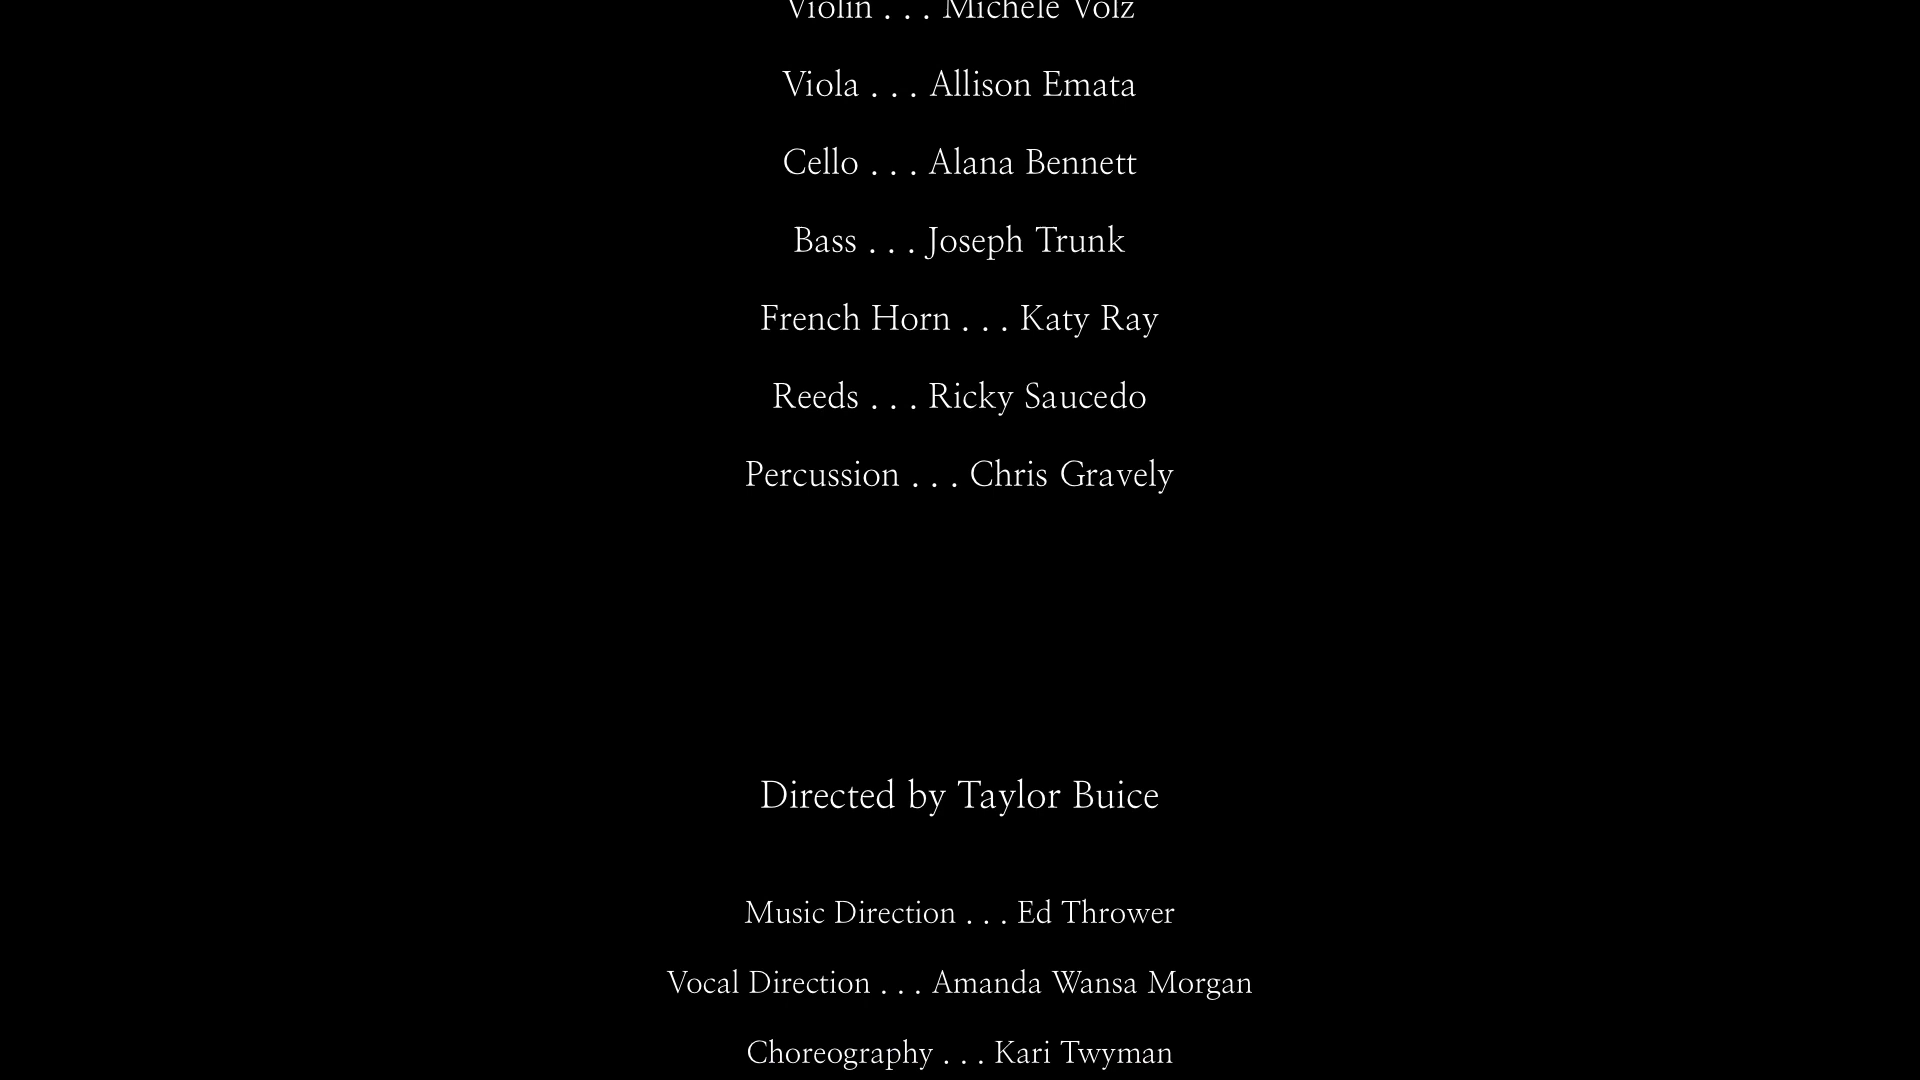 Violin . . . Michele Volz
Viola . . . Allison Emata
Cello . . . Alana Bennett
Bass . . . Joseph Trunk
French Horn . . . Katy Ray
Reeds . . . Ricky Saucedo
Percussion . . . Chris Gravely
Directed by Taylor Buice
Music Direction . . . Ed Thrower
Vocal Direction . . . Amanda Wansa Morgan
Choreography . . . Kari Twyman